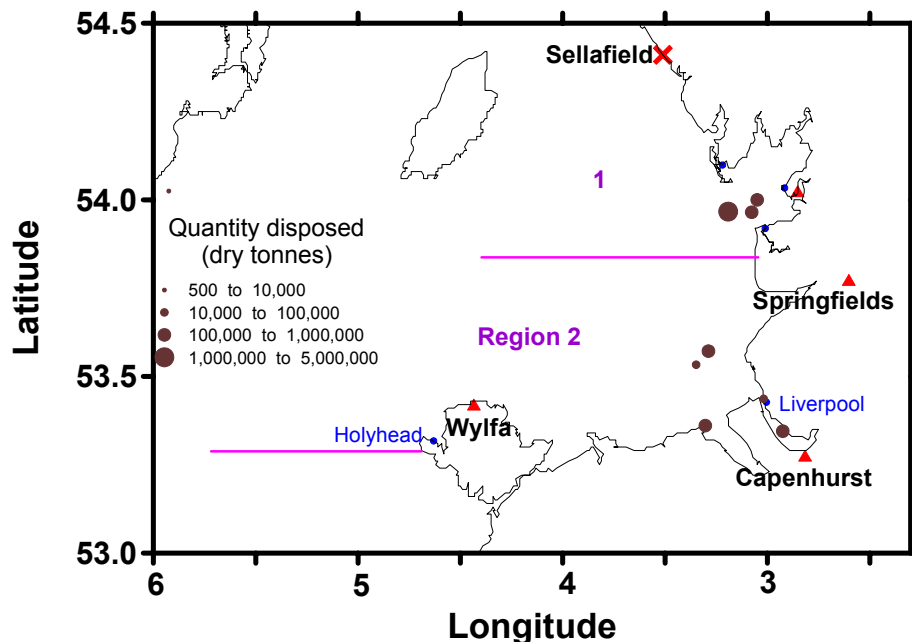 54.5
Sellafield
1
54.0
Quantity disposed
(dry tonnes)
500 to 10,000
10,000 to 100,000
100,000 to 1,000,000
1,000,000 to 5,000,000
Springfields
Latitude
Region 2
53.5
Liverpool
Holyhead
Wylfa
Capenhurst
53.0
6
5
4
3
Longitude